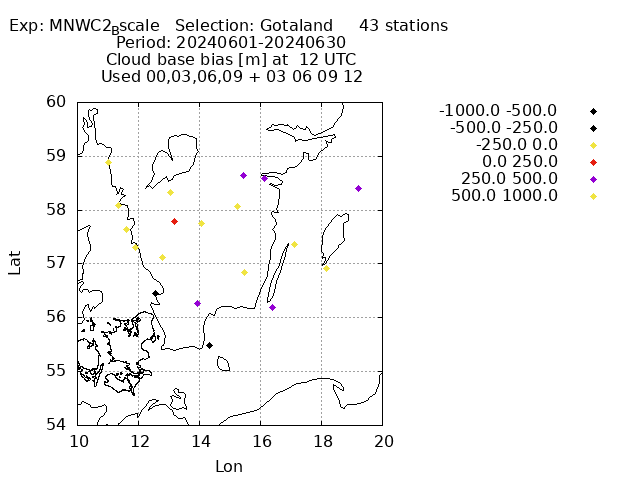 Exp: MNWC2_Bscale   Selection: Gotaland     43 stations
Period: 20240601-20240630
Cloud base bias [m] at  12 UTC
Used 00,03,06,09 + 03 06 09 12
-1000.0 -500.0
-500.0 -250.0
-250.0 0.0
0.0 250.0
250.0 500.0
500.0 1000.0
60
59
58
57
56
55
54
Lat
10 12 14 16 18 20
Lon